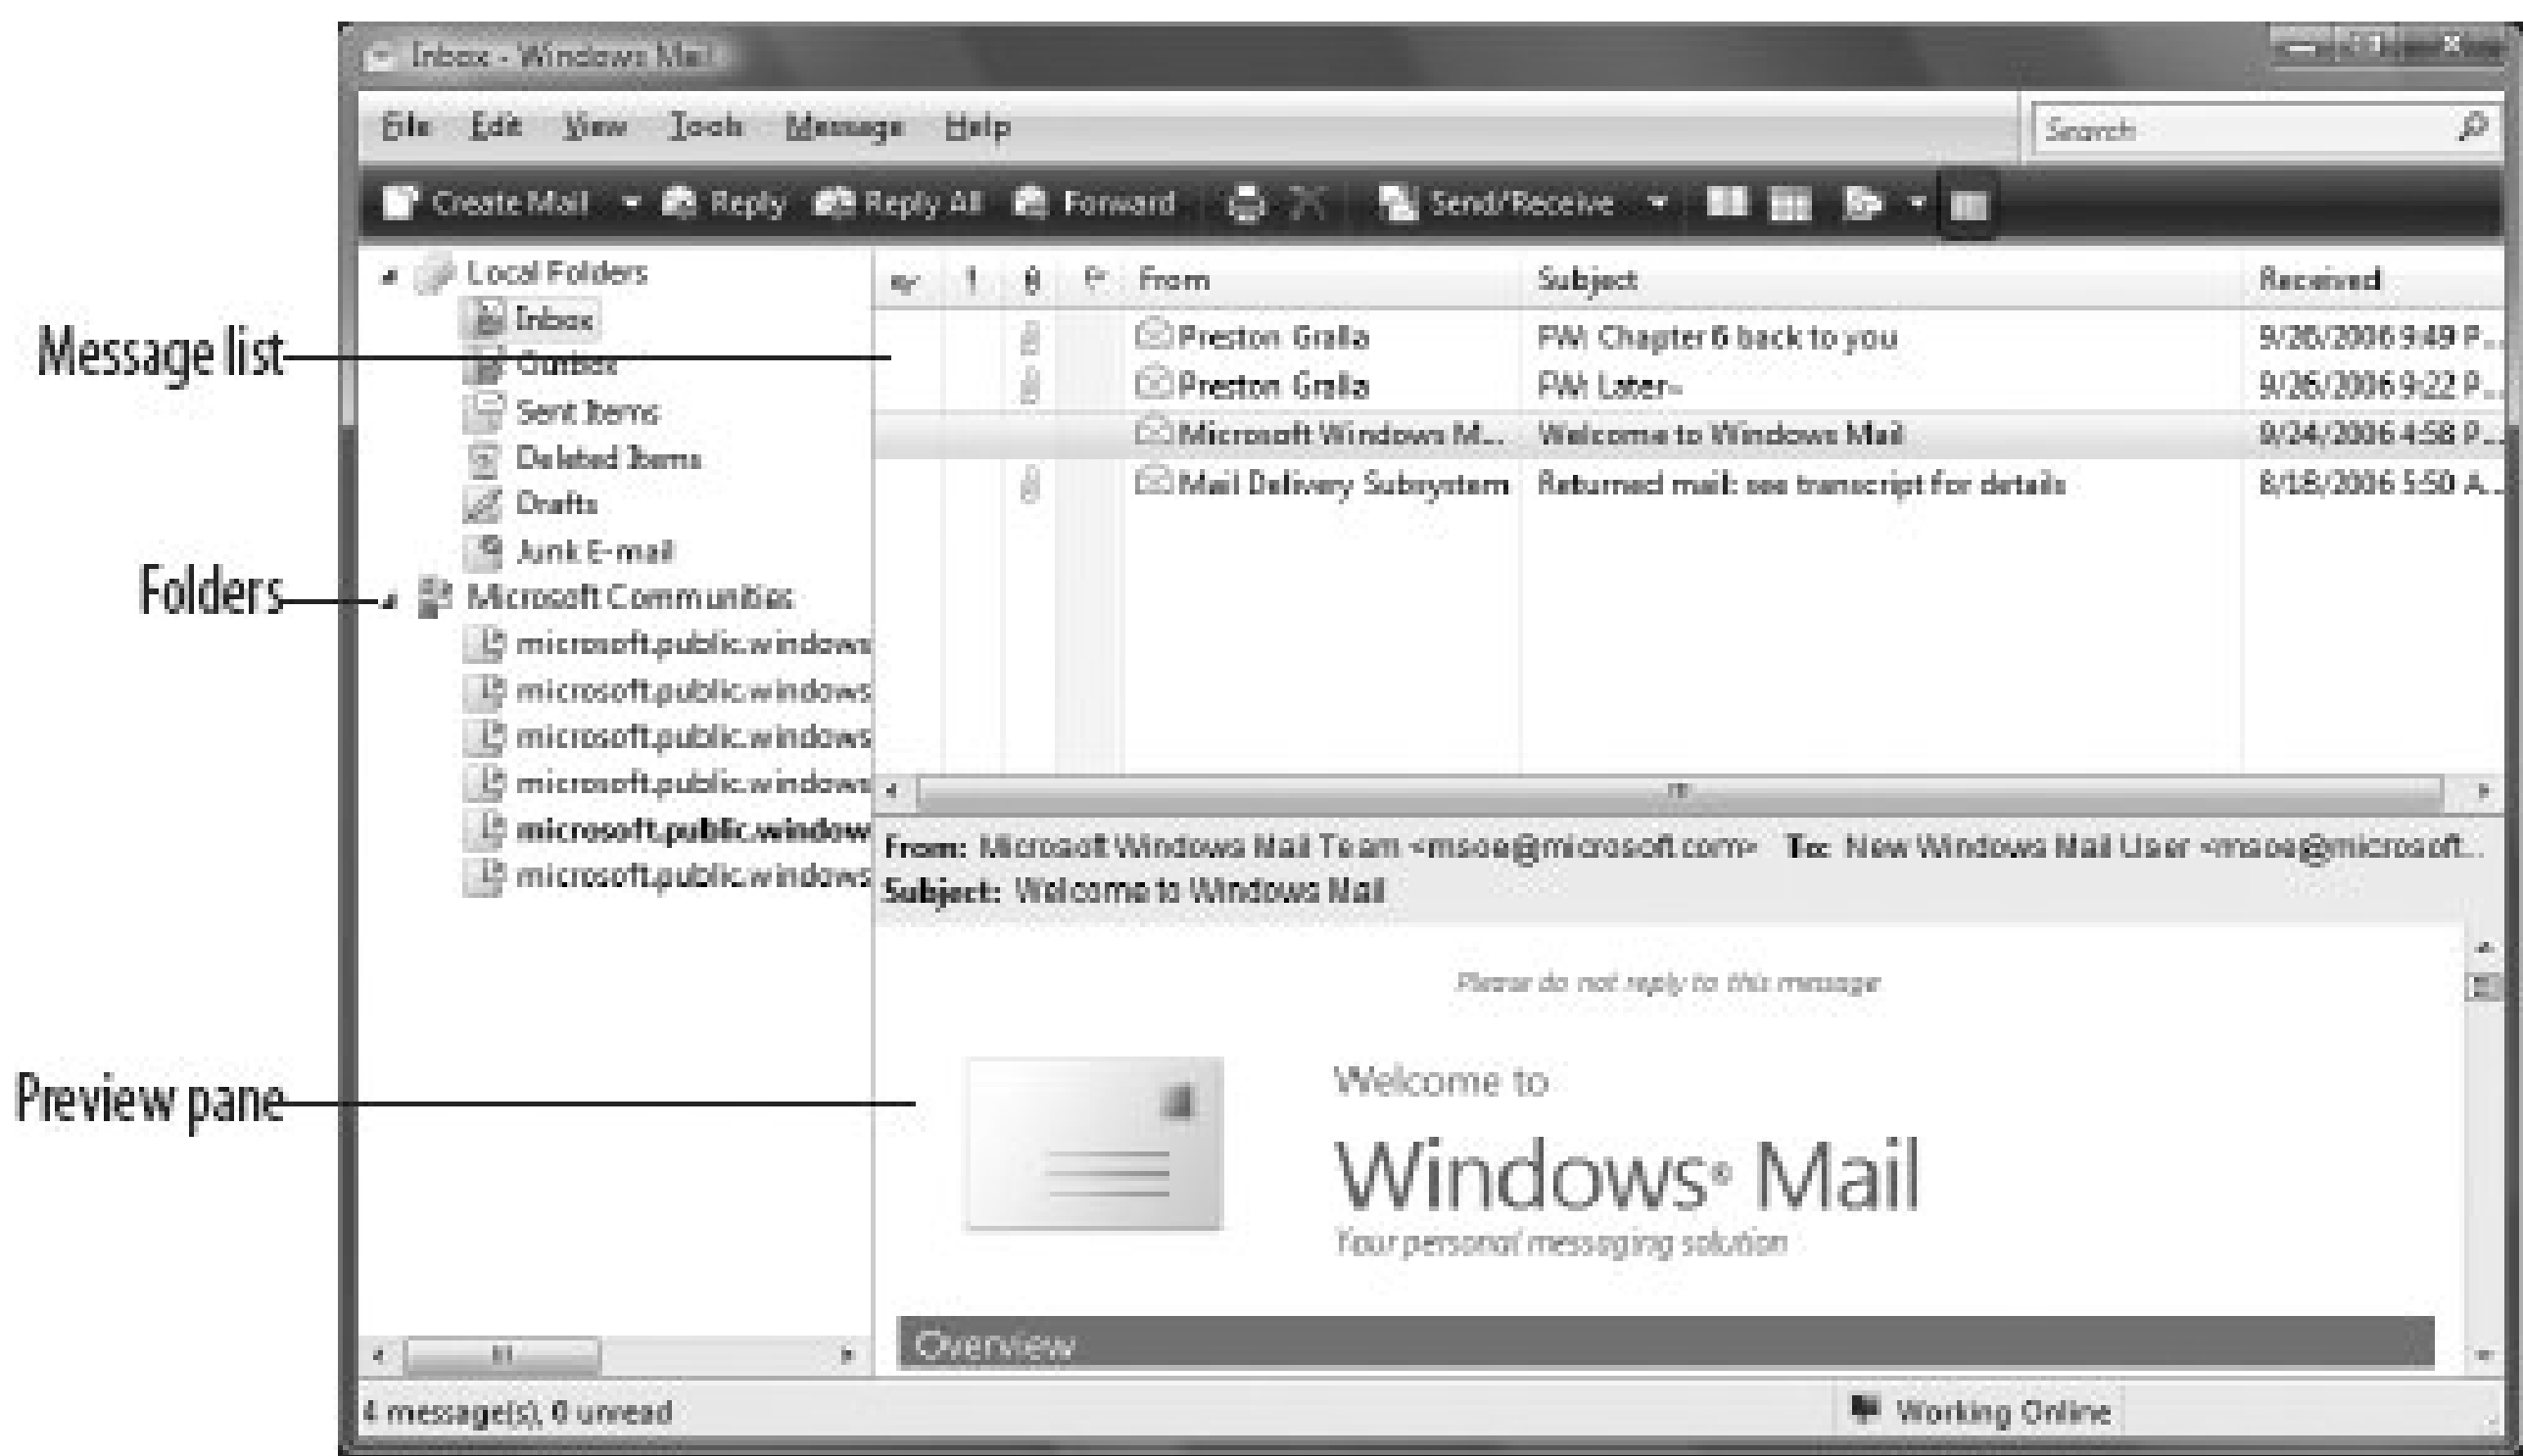 Inbox - Windows Mail
File Edit View Tools Message Help
Search
Create Mail Reply Reply All Forward Send/Receive
Message list
Folders
Preview pane
Local Folders
Inbox
Outbox
Sent Items
Deleted Items
Drafts
Junk E-mail
Microsoft Communities
microsoft.public.windows
microsoft.public.windows
microsoft.public.windows
microsoft.public.windows
microsoft.public.window
microsoft.public.windows
! From Subject Received
Preston Gralla FW: Chapter 6 back to you 9/26/2006 9:49 P...
Preston Gralla FW: Later-- 9/26/2006 9:22 P...
Microsoft Windows M... Welcome to Windows Mail 9/24/2006 4:58 P...
Mail Delivery Subsystem Returned mail: see transcript for details 8/18/2006 5:50 A...
From: Microsoft Windows Mail Team <msoe@microsoft.com> To: New Windows Mail User <msoe@microsoft...
Subject: Welcome to Windows Mail
Please do not reply to this message
Welcome to
Windows® Mail
Your personal messaging solution
Overview
4 message(s), 0 unread
Working Online